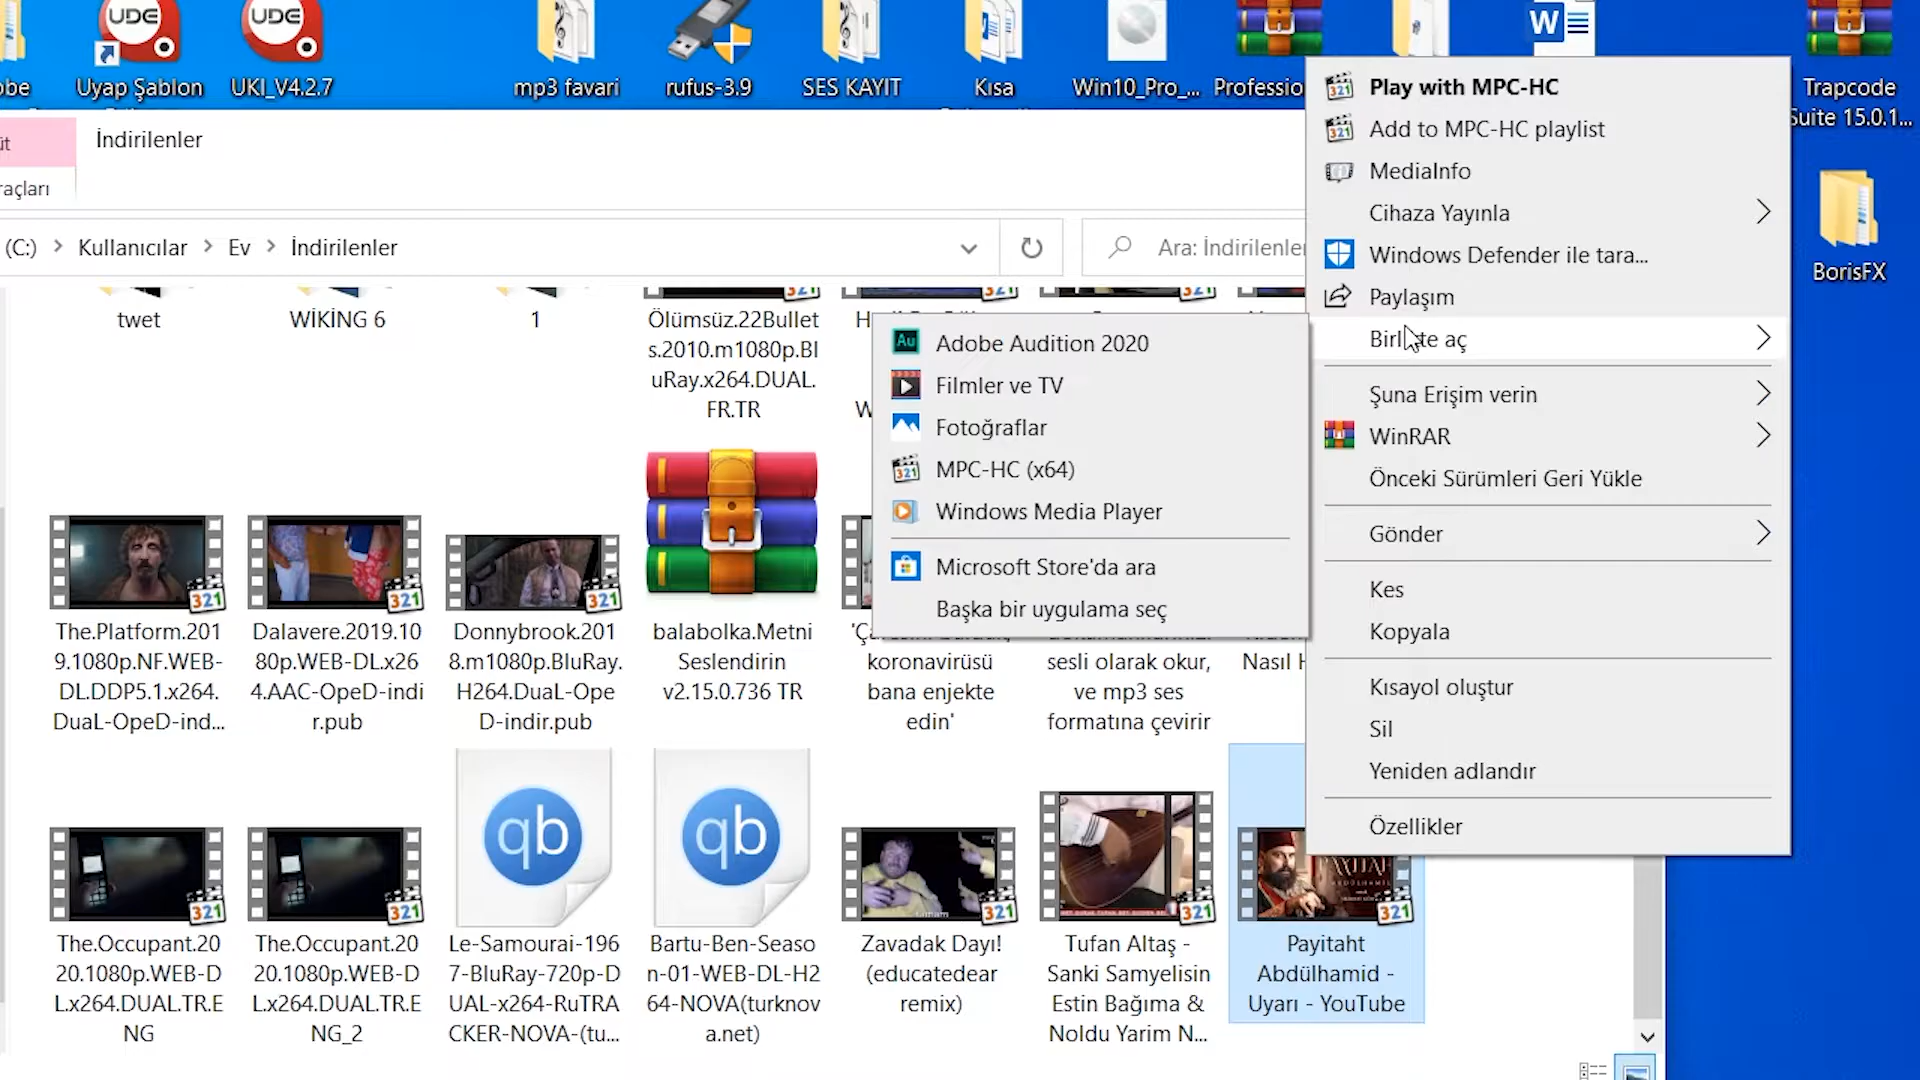 UDE
UDE
W
Uyap Şablon
UKI_V4.2.7
mp3 favari
rufus-3.9
SES KAYIT
Kısa
Win10_Pro_...
Professio
Trapcode
Suite 15.0.1...
BorisFX
İndirilenler
(C:) > Kullanıcılar > Ev > İndirilenler
Ara: İndirilenler
Play with MPC-HC
Add to MPC-HC playlist
MediaInfo
Cihaza Yayınla
Windows Defender ile tara...
Paylaşım
Birlikte aç
Şuna Erişim verin
WinRAR
Önceki Sürümleri Geri Yükle
Gönder
Kes
Kopyala
Kısayol oluştur
Sil
Yeniden adlandır
Özellikler
Au Adobe Audition 2020
Filmler ve TV
Fotoğraflar
MPC-HC (x64)
Windows Media Player
Microsoft Store'da ara
Başka bir uygulama seç
twet
WİKİNG 6
1
Ölümsüz.22Bullet
s.2010.m1080p.Bl
uRay.x264.DUAL.
FR.TR
The.Platform.201
9.1080p.NF.WEB-
DL.DDP5.1.x264.
DuaL-OpeD-ind...
Dalavere.2019.10
80p.WEB-DL.x26
4.AAC-OpeD-indi
r.pub
Donnybrook.201
8.m1080p.BluRay.
H264.DuaL-Ope
D-indir.pub
balabolka.Metni
Seslendirin
v2.15.0.736 TR
koronavirüsü
bana enjekte
edin'
sesli olarak okur,
ve mp3 ses
formatına çevirir
Nasıl H
The.Occupant.20
20.1080p.WEB-D
L.x264.DUAL.TR.E
NG
The.Occupant.20
20.1080p.WEB-D
L.x264.DUAL.TR.E
NG_2
qb
Le-Samourai-196
7-BluRay-720p-D
UAL-x264-RuTRA
CKER-NOVA-(tu...
qb
Bartu-Ben-Seaso
n-01-WEB-DL-H2
64-NOVA(turknov
a.net)
Zavadak Dayı!
(educatedear
remix)
Tufan Altaş -
Sanki Samyelisin
Estin Bağıma &
Noldu Yarim N...
Payitaht
Abdülhamid -
Uyarı - YouTube